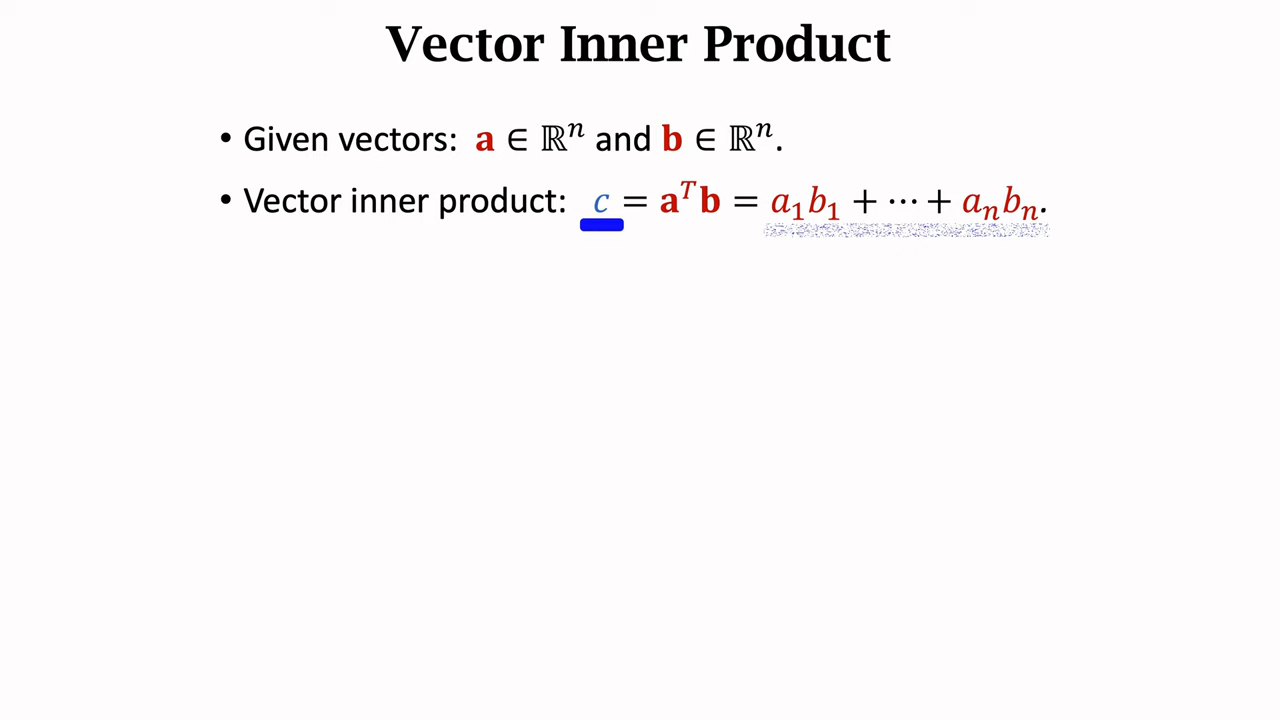 Vector Inner Product
• Given vectors: 𝐚 ∈ ℝⁿ and 𝐛 ∈ ℝⁿ.
• Vector inner product: c = 𝐚ᵀ𝐛 = a₁b₁ + ⋯ + aₙbₙ.